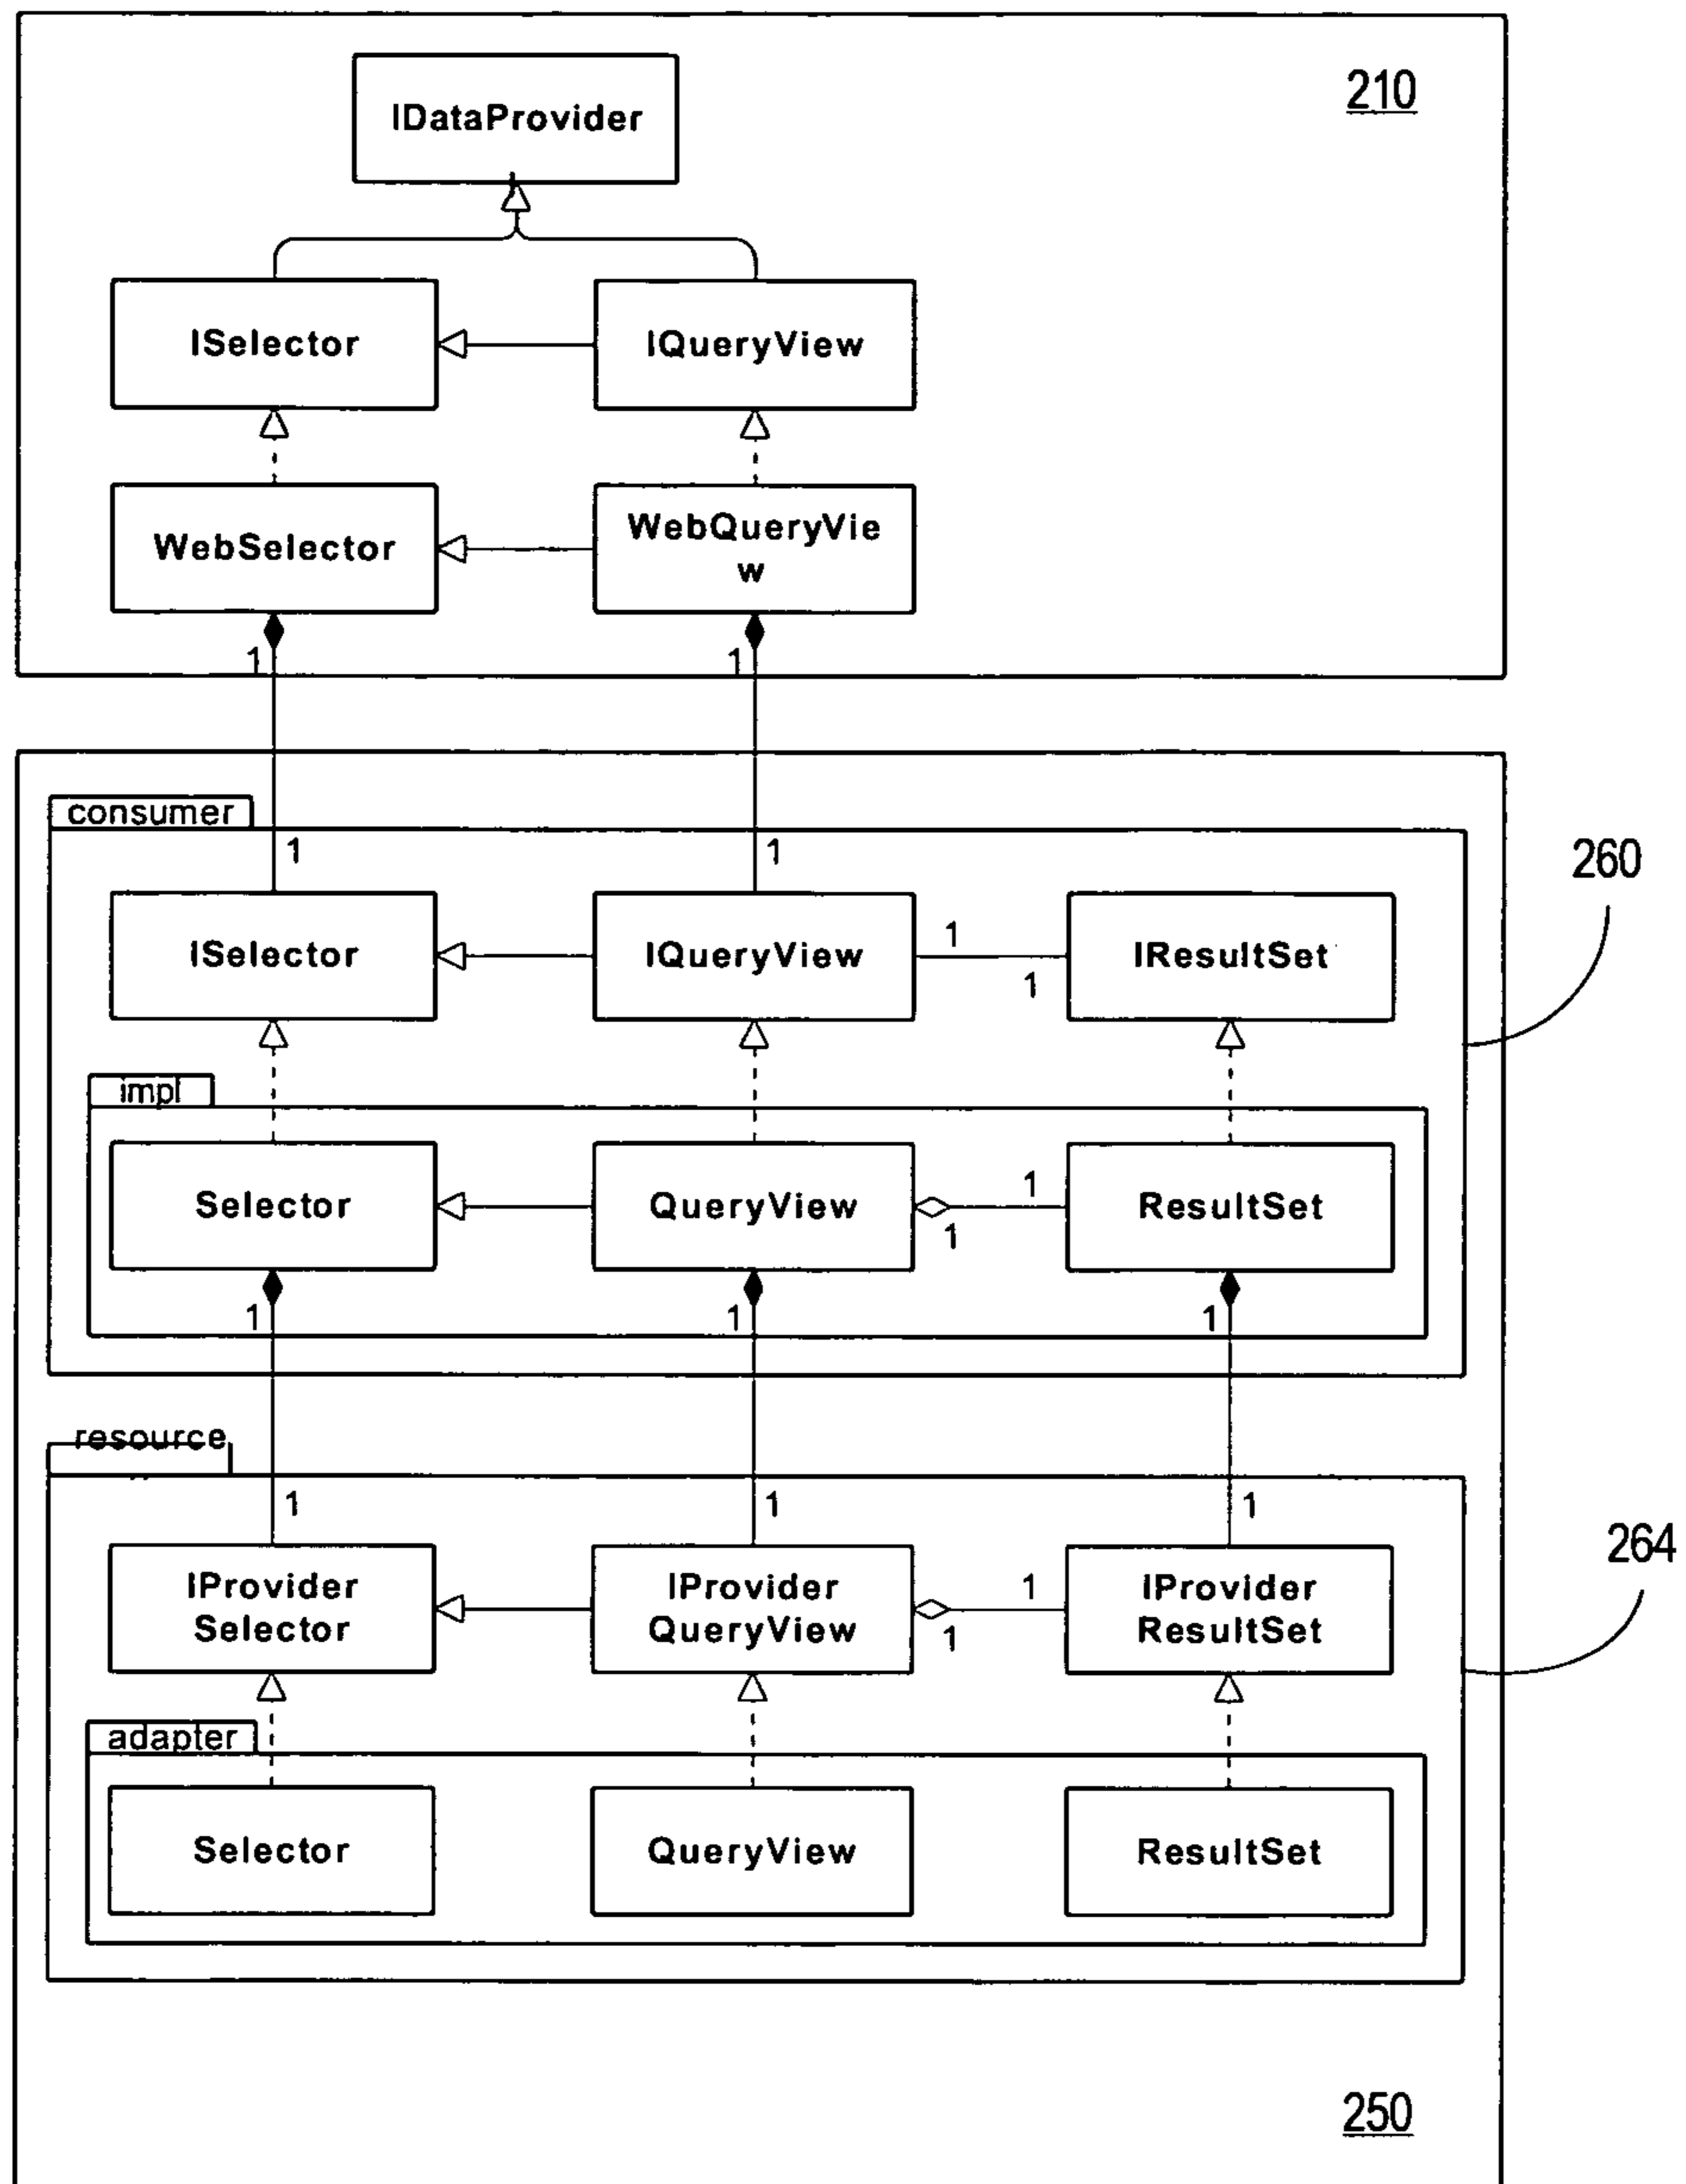 210
IDataProvider
ISelector
IQueryView
WebSelector
WebQueryVie
w
1
1
consumer
1
1
260
ISelector
IQueryView
1
1
IResultSet
impl
Selector
QueryView
1
1
ResultSet
1
1
1
resource
1
1
1
264
IProvider
Selector
IProvider
QueryView
1
1
IProvider
ResultSet
adapter
Selector
QueryView
ResultSet
250